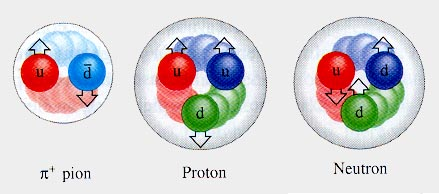 u d̄
u u d
u d d
π⁺ pion
Proton
Neutron